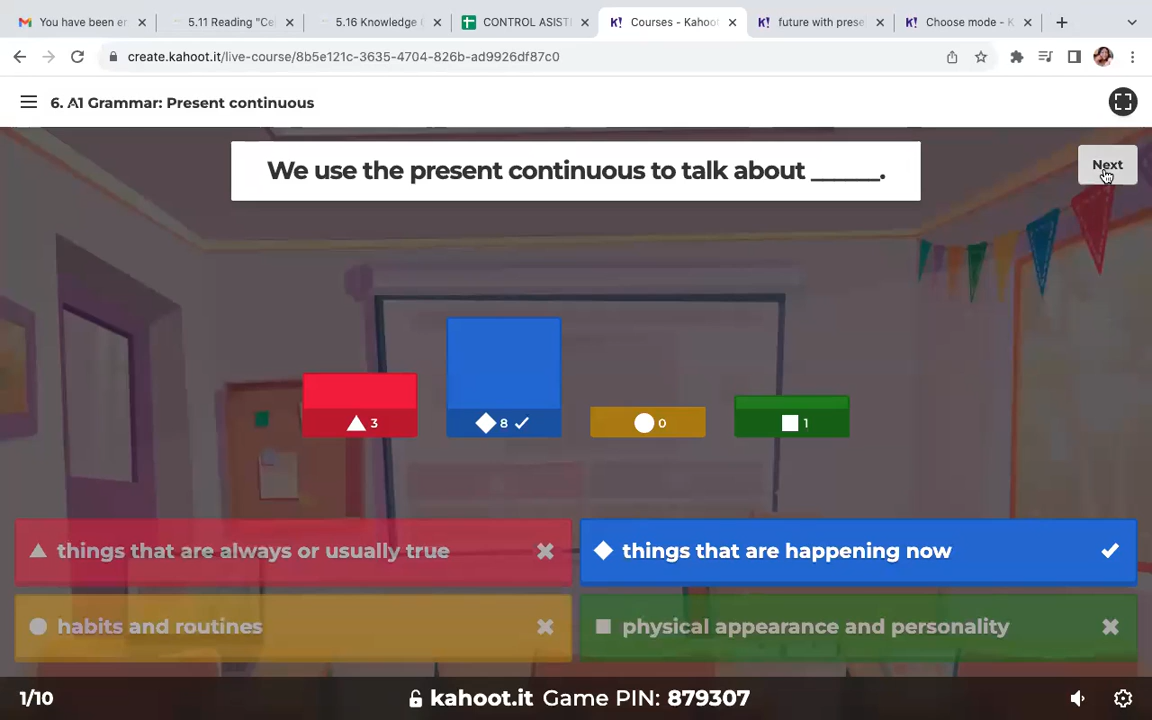 You have been er
5.11 Reading "Ce
5.16 Knowledge
CONTROL ASIST
Courses - Kahoot
future with prese
Choose mode - K
create.kahoot.it/live-course/8b5e121c-3635-4704-826b-ad9926df87c0
6. A1 Grammar: Present continuous
We use the present continuous to talk about ______.
Next
3
8
0
1
things that are always or usually true
things that are happening now
habits and routines
physical appearance and personality
1/10
kahoot.it Game PIN: 879307